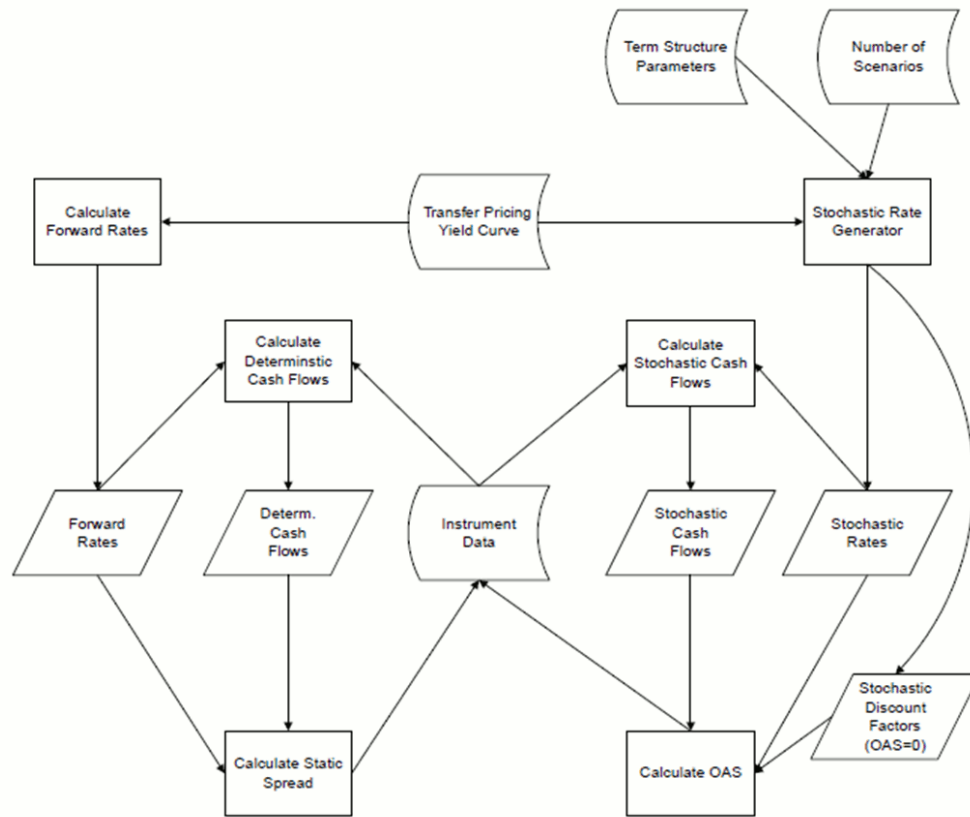 Term Structure
Parameters
Number of
Scenarios
Calculate
Forward Rates
Transfer Pricing
Yield Curve
Stochastic Rate
Generator
Calculate
Determinstic
Cash Flows
Calculate
Stochastic Cash
Flows
Forward
Rates
Determ.
Cash
Flows
Instrument
Data
Stochastic
Cash
Flows
Stochastic
Rates
Stochastic
Discount
Factors
(OAS=0)
Calculate Static
Spread
Calculate OAS